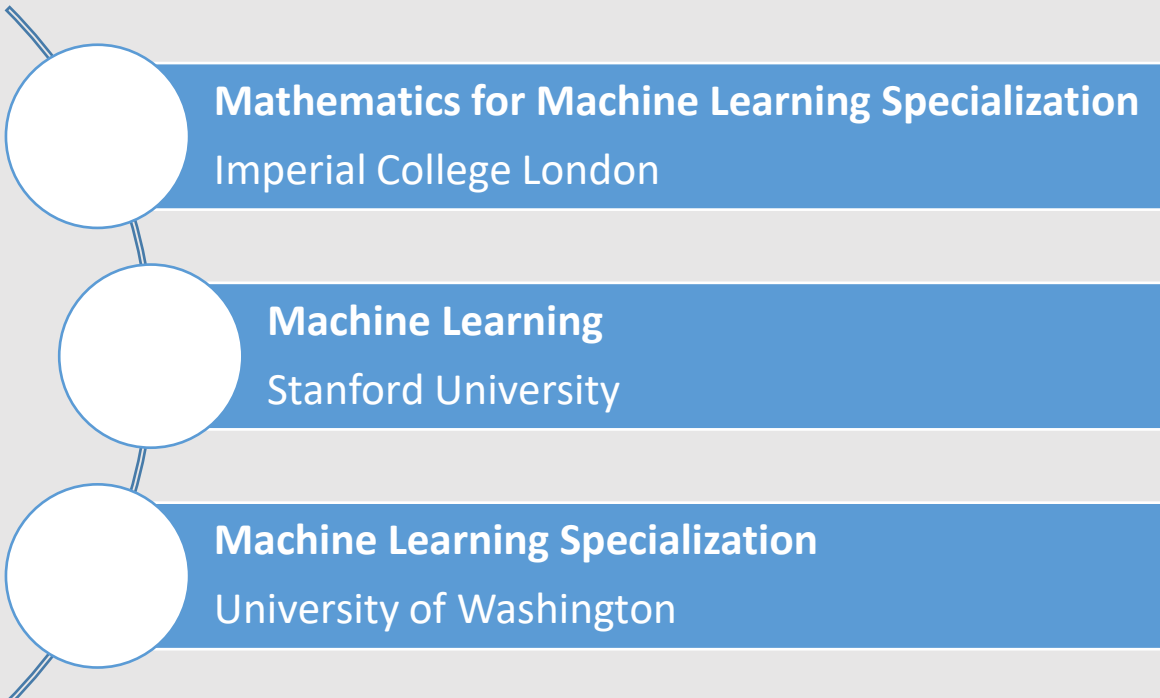 Mathematics for Machine Learning Specialization
Imperial College London
Machine Learning
Stanford University
Machine Learning Specialization
University of Washington